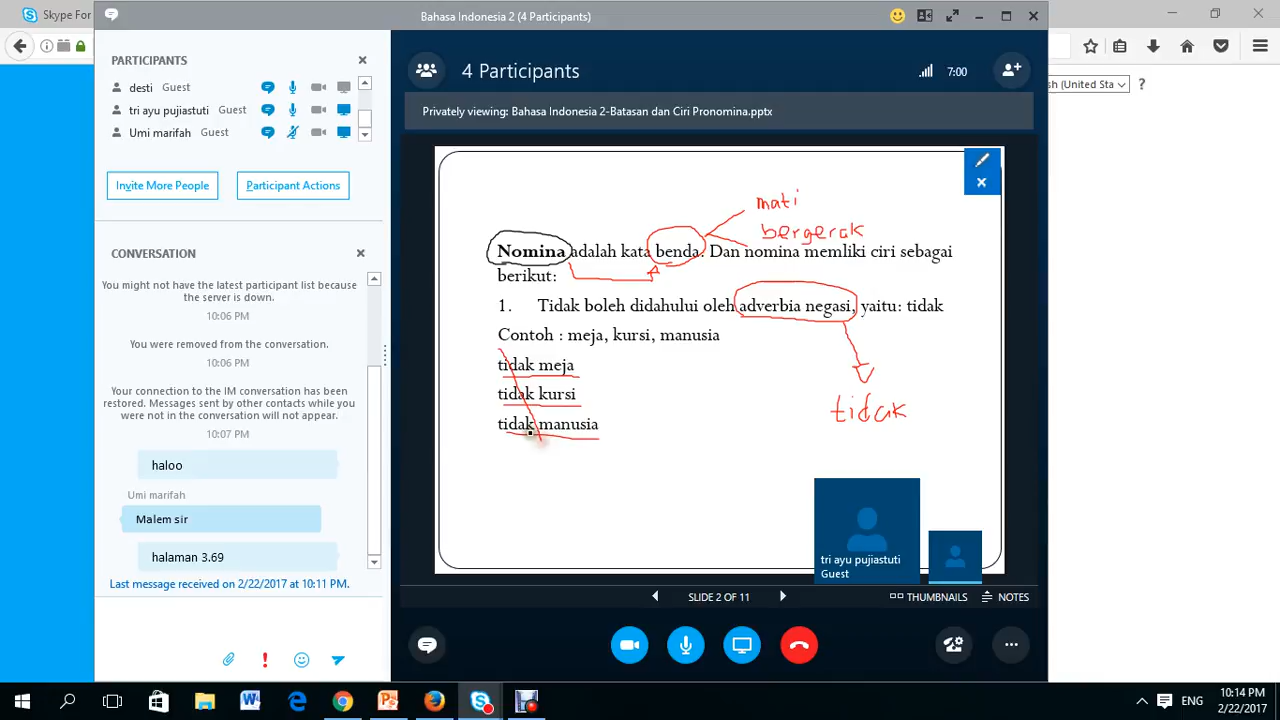 Skype For
Bahasa Indonesia 2 (4 Participants)
sh (United Sta
?
PARTICIPANTS
desti Guest
tri ayu pujiastuti Guest
Umi marifah Guest
Invite More People
Participant Actions
CONVERSATION
You might not have the latest participant list because
the server is down.
10:06 PM
You were removed from the conversation.
10:06 PM
Your connection to the IM conversation has been
restored. Messages sent by other contacts while you
were not in the conversation will not appear.
10:07 PM
haloo
Umi marifah
Malem sir
halaman 3.69
Last message received on 2/22/2017 at 10:11 PM.
4 Participants
7:00
Privately viewing: Bahasa Indonesia 2-Batasan dan Ciri Pronomina.pptx
mati
bergerak
Nomina adalah kata benda. Dan nomina memliki ciri sebagai
berikut:
1. Tidak boleh didahului oleh adverbia negasi, yaitu: tidak
Contoh : meja, kursi, manusia
tidak meja
tidak kursi
tidak manusia
tidak
tri ayu pujiastuti
Guest
SLIDE 2 OF 11
THUMBNAILS
NOTES
ENG
10:14 PM
2/22/2017